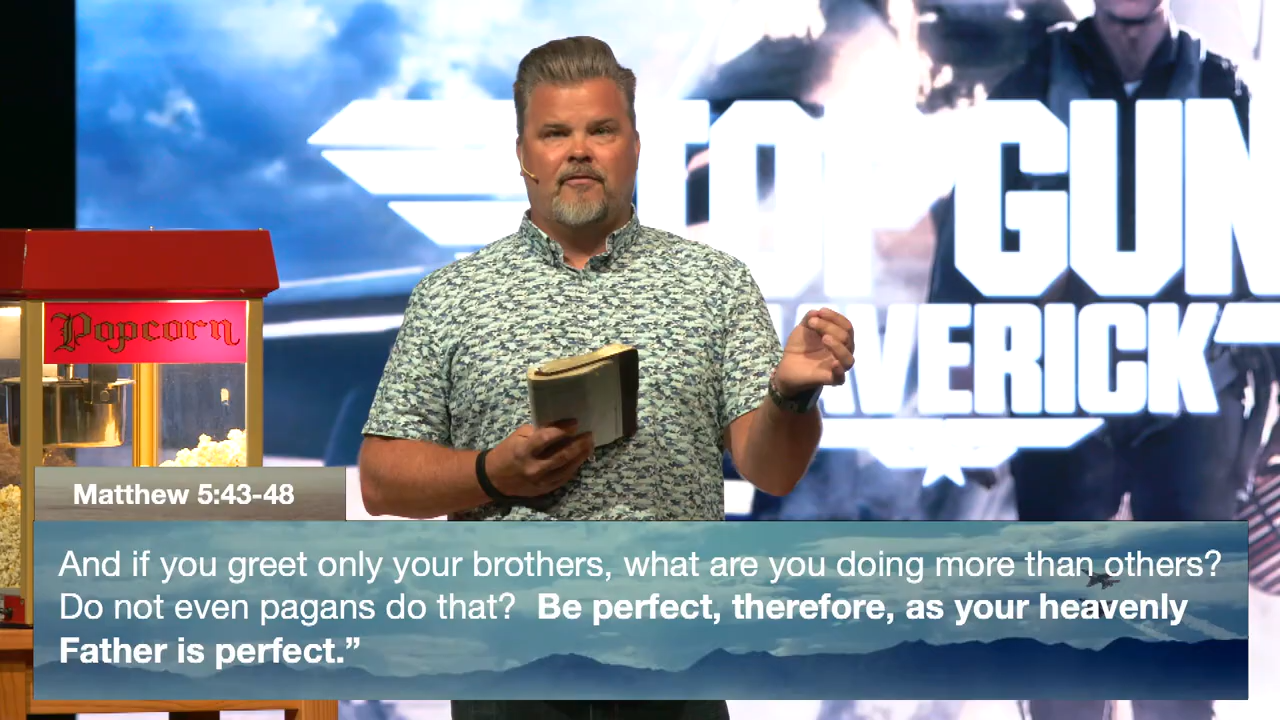 TOP GUN
MAVERICK
Popcorn
Matthew 5:43-48
And if you greet only your brothers, what are you doing more than others?
Do not even pagans do that?  Be perfect, therefore, as your heavenly
Father is perfect.”